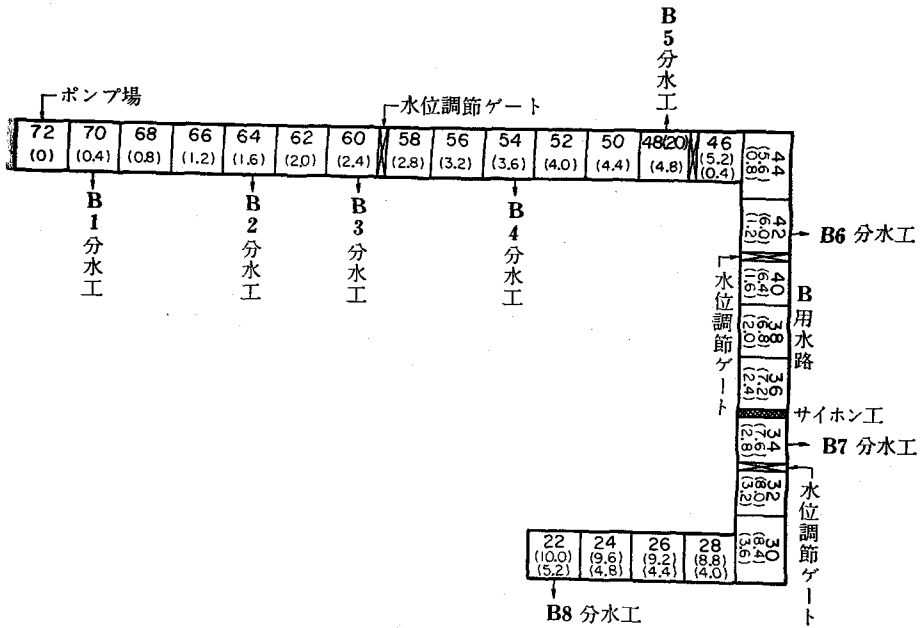 B5分水工
ポンプ場
水位調節ゲート
72 (0)
70 (0.4)
68 (0.8)
66 (1.2)
64 (1.6)
62 (2.0)
60 (2.4)
58 (2.8)
56 (3.2)
54 (3.6)
52 (4.0)
50 (4.4)
48(20) (4.8)
46 (5.2) (0.4)
44 (5.6) (0.8)
B1分水工
B2分水工
B3分水工
B4分水工
42 (6.0) (1.2)
B6 分水工
水位調節ゲート
40 (6.4) (1.6)
B用水路
38 (6.8) (2.0)
36 (7.2) (2.4)
サイホン工
34 (7.6) (2.8)
B7 分水工
32 (8.0) (3.2)
水位調節ゲート
30 (8.4) (3.6)
22 (10.0) (5.2)
24 (9.6) (4.8)
26 (9.2) (4.4)
28 (8.8) (4.0)
B8 分水工